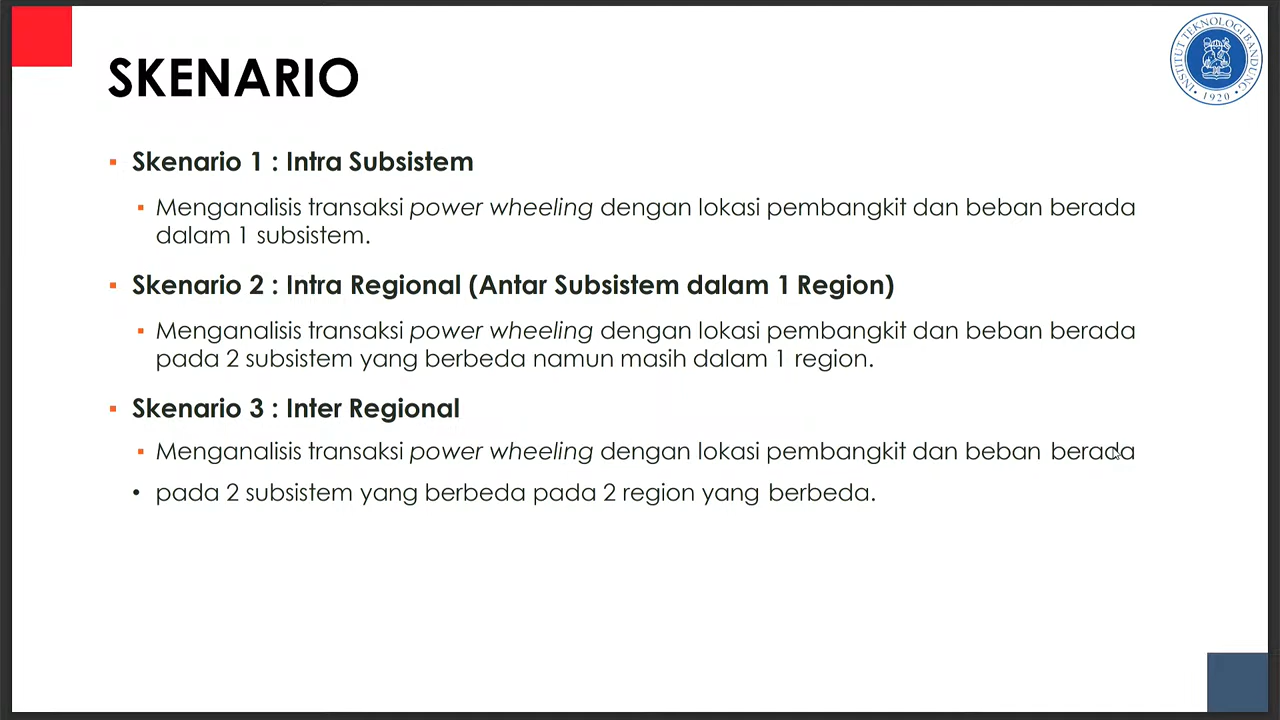 SKENARIO
INSTITUT TEKNOLOGI BANDUNG
1920
▪ Skenario 1 : Intra Subsistem
▪ Menganalisis transaksi power wheeling dengan lokasi pembangkit dan beban berada
dalam 1 subsistem.
▪ Skenario 2 : Intra Regional (Antar Subsistem dalam 1 Region)
▪ Menganalisis transaksi power wheeling dengan lokasi pembangkit dan beban berada
pada 2 subsistem yang berbeda namun masih dalam 1 region.
▪ Skenario 3 : Inter Regional
▪ Menganalisis transaksi power wheeling dengan lokasi pembangkit dan beban berada
• pada 2 subsistem yang berbeda pada 2 region yang berbeda.